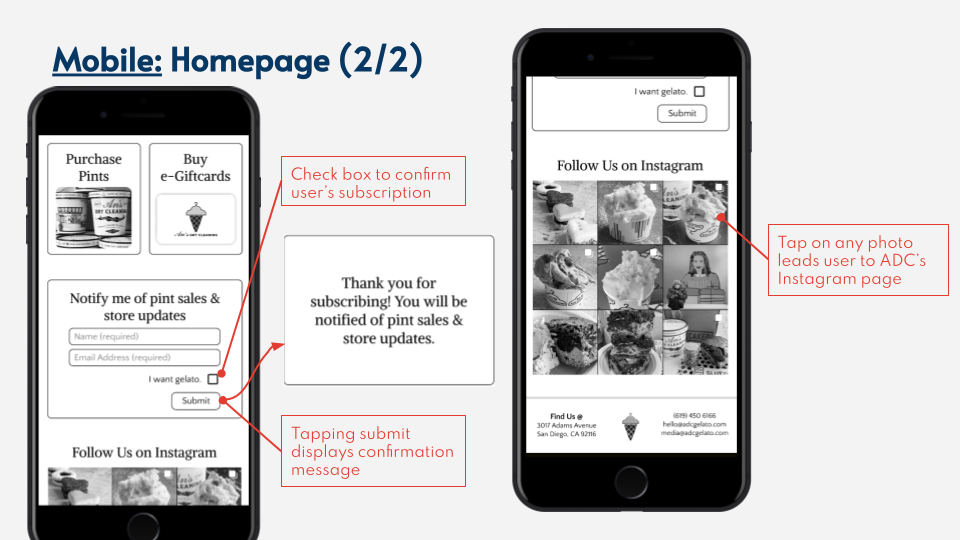 Mobile: Homepage (2/2)
Purchase
Pints
Buy
e-Giftcards
An's DRY CLEANING
Notify me of pint sales &
store updates
Name (required)
Email Address (required)
I want gelato.
Submit
Follow Us on Instagram
Check box to confirm
user's subscription
Thank you for
subscribing! You will be
notified of pint sales &
store updates.
Tapping submit
displays confirmation
message
I want gelato.
Submit
Follow Us on Instagram
Tap on any photo
leads user to ADC's
Instagram page
Find Us @
3017 Adams Avenue
San Diego, CA 92116
(619) 450 6166
hello@adcgelato.com
media@adcgelato.com